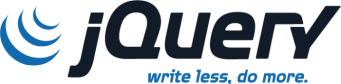 jQuery
write less, do more.